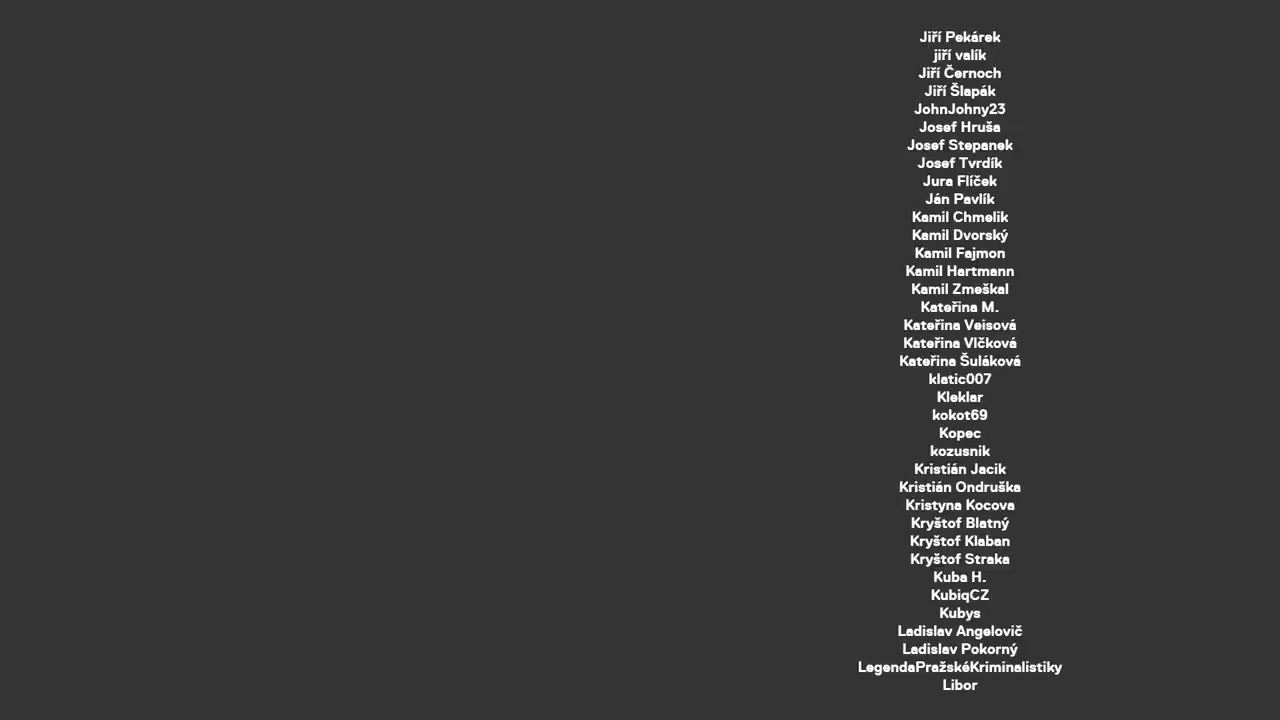 Jiří Pekárek
jiří valík
Jiří Černoch
Jiří Šlapák
JohnJohny23
Josef Hruša
Josef Stepanek
Josef Tvrdík
Jura Flíček
Ján Pavlík
Kamil Chmelik
Kamil Dvorský
Kamil Fajmon
Kamil Hartmann
Kamil Zmeškal
Kateřina M.
Kateřina Veisová
Kateřina Vlčková
Kateřina Šuláková
klatic007
Kleklar
kokot69
Kopec
kozusnik
Kristián Jacik
Kristián Ondruška
Kristyna Kocova
Kryštof Blatný
Kryštof Klaban
Kryštof Straka
Kuba H.
KubiqCZ
Kubys
Ladislav Angelovič
Ladislav Pokorný
LegendaPražskéKriminalistiky
Libor